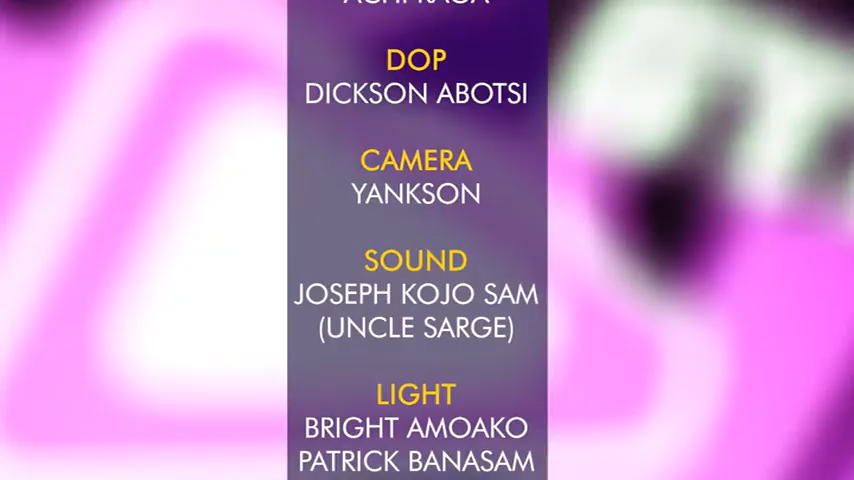 DOP
DICKSON ABOTSI
CAMERA
YANKSON
SOUND
JOSEPH KOJO SAM
(UNCLE SARGE)
LIGHT
BRIGHT AMOAKO
PATRICK BANASAM